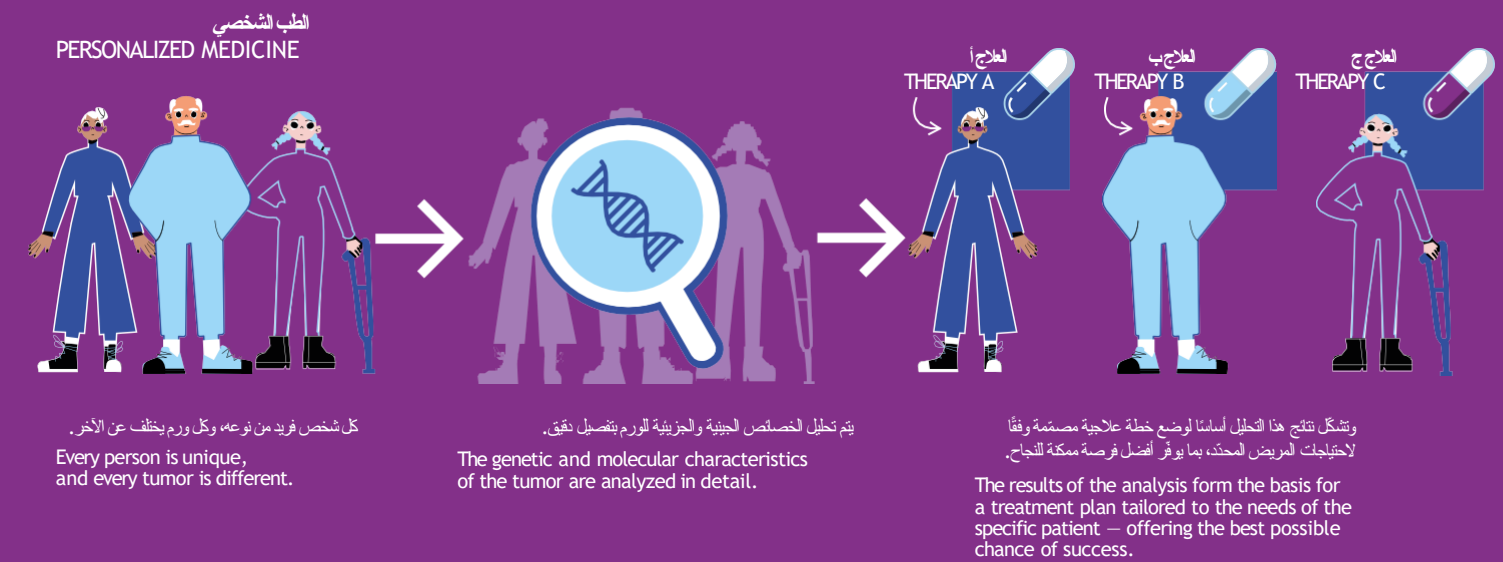 الطب الشخصي
PERSONALIZED MEDICINE
العلاج أ
THERAPY A
العلاج ب
THERAPY B
العلاج ج
THERAPY C
كل شخص فريد من نوعه، وكل ورم يختلف عن الآخر.
Every person is unique,
and every tumor is different.
يتم تحليل الخصائص الجينية والجزيئية للورم بتفصيل دقيق.
The genetic and molecular characteristics
of the tumor are analyzed in detail.
وتشكّل نتائج هذا التحليل أساسًا لوضع خطة علاجية مصمّمة وفقًا
لاحتياجات المريض المحدّد، بما يوفّر أفضل فرصة ممكنة للنجاح.
The results of the analysis form the basis for
a treatment plan tailored to the needs of the
specific patient — offering the best possible
chance of success.